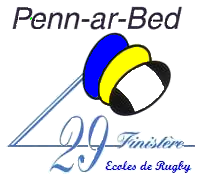 Penn-ar-Bed
29 Finistère
Ecoles de Rugby